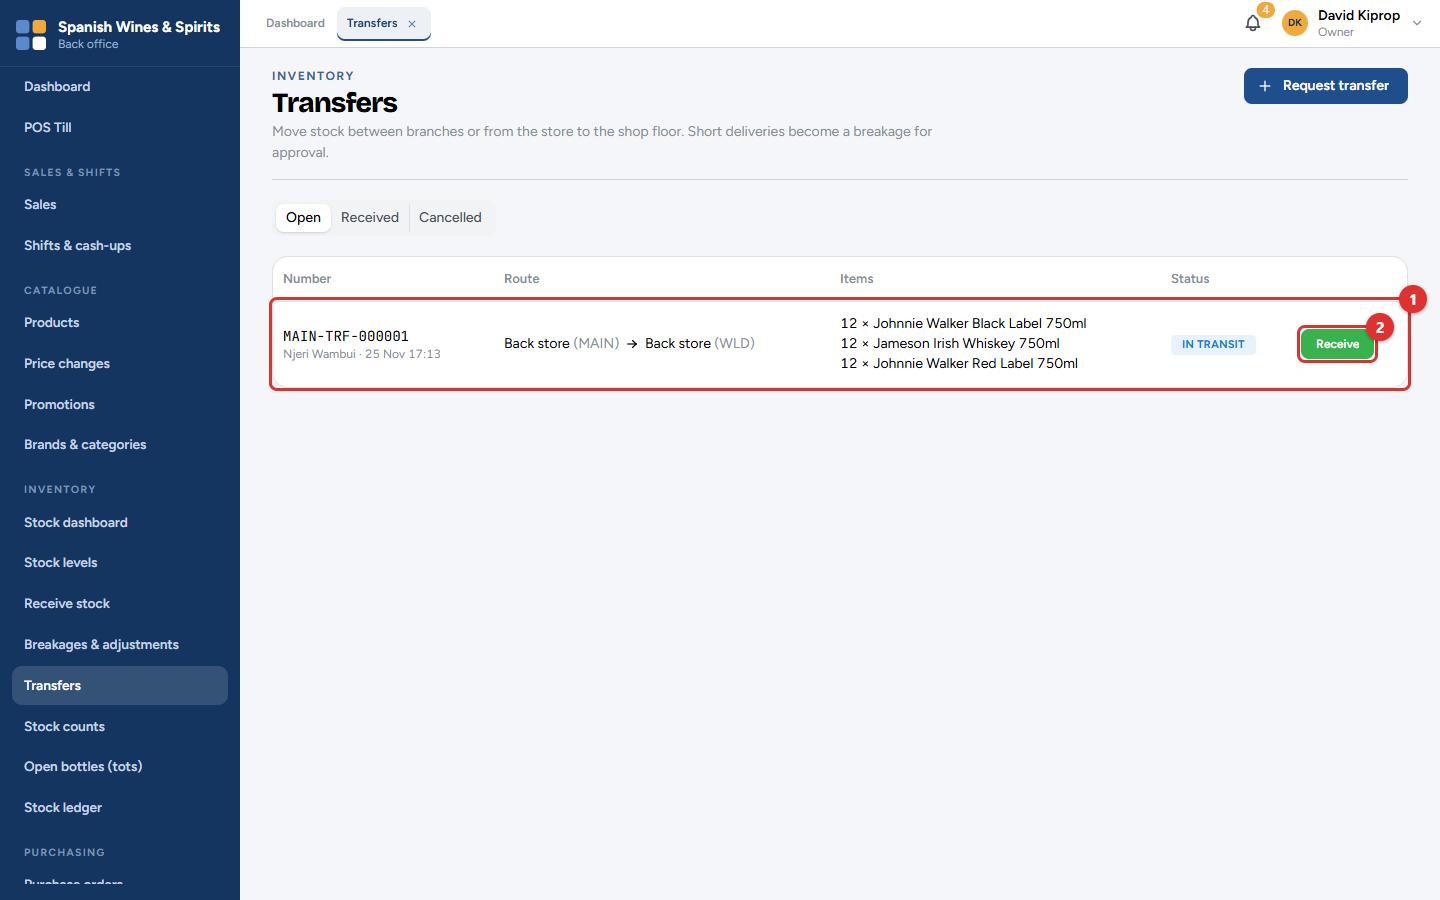 Spanish Wines & Spirits
Back office
Dashboard
POS Till
SALES & SHIFTS
Sales
Shifts & cash-ups
CATALOGUE
Products
Price changes
Promotions
Brands & categories
INVENTORY
Stock dashboard
Stock levels
Receive stock
Breakages & adjustments
Transfers
Stock counts
Open bottles (tots)
Stock ledger
PURCHASING
Purchase orders
Dashboard
Transfers ×
4
DK
David Kiprop
Owner
INVENTORY
Transfers
+ Request transfer
Move stock between branches or from the store to the shop floor. Short deliveries become a breakage for
approval.
Open Received Cancelled
Number Route Items Status
1
MAIN-TRF-000001
Njeri Wambui · 25 Nov 17:13
Back store (MAIN) → Back store (WLD)
12 × Johnnie Walker Black Label 750ml
12 × Jameson Irish Whiskey 750ml
12 × Johnnie Walker Red Label 750ml
IN TRANSIT
Receive
2